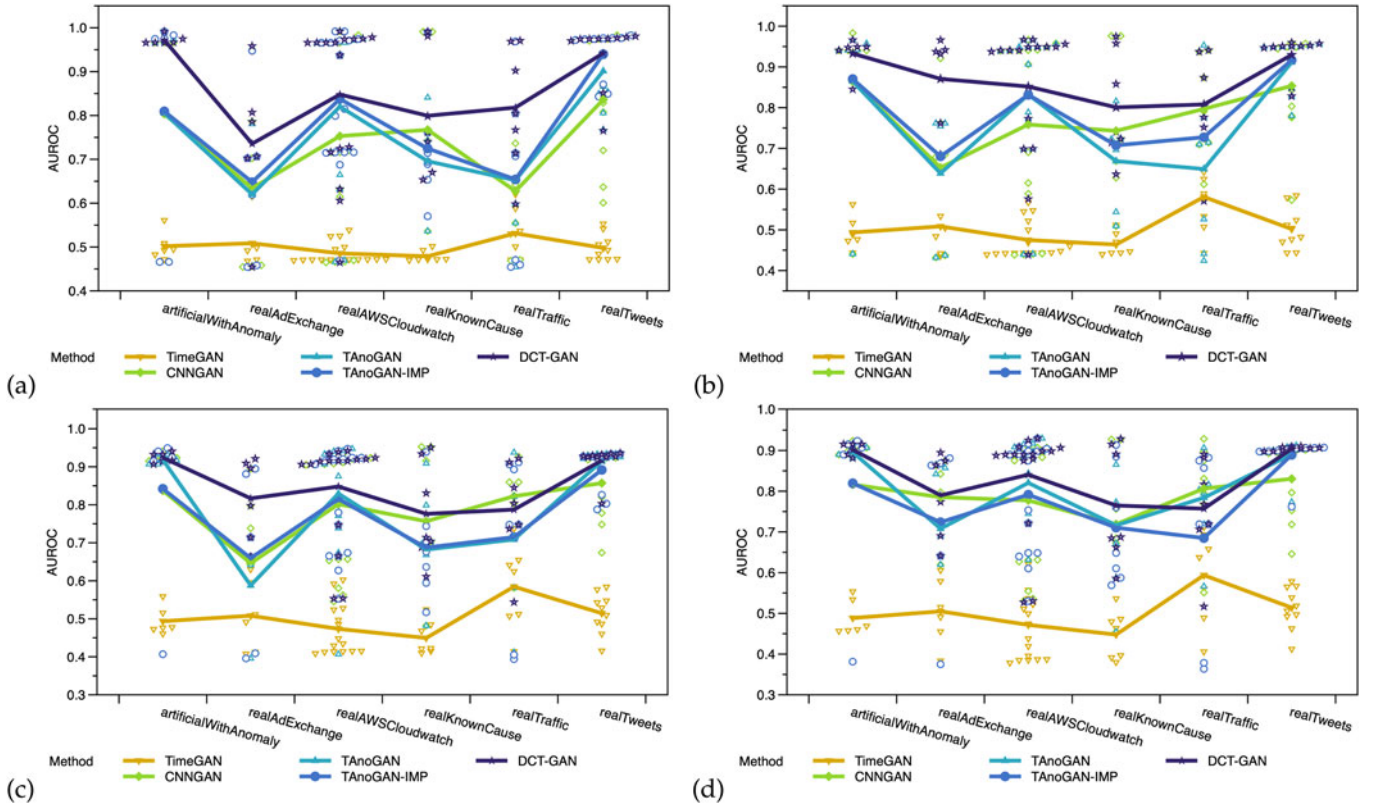 1.0
0.9
0.8
0.7
0.6
0.5
0.4
AUROC
artificialWithAnomaly
realAdExchange
realAWSCloudwatch
realKnownCause
realTraffic
realTweets
Method TimeGAN TAnoGAN DCT-GAN
CNNGAN TAnoGAN-IMP
(a)
1.0
0.9
0.8
0.7
0.6
0.5
0.4
AUROC
artificialWithAnomaly
realAdExchange
realAWSCloudwatch
realKnownCause
realTraffic
realTweets
Method TimeGAN TAnoGAN DCT-GAN
CNNGAN TAnoGAN-IMP
(b)
1.0
0.9
0.8
0.7
0.6
0.5
0.4
0.3
AUROC
artificialWithAnomaly
realAdExchange
realAWSCloudwatch
realKnownCause
realTraffic
realTweets
Method TimeGAN TAnoGAN DCT-GAN
CNNGAN TAnoGAN-IMP
(c)
1.0
0.9
0.8
0.7
0.6
0.5
0.4
0.3
AUROC
artificialWithAnomaly
realAdExchange
realAWSCloudwatch
realKnownCause
realTraffic
realTweets
Method TimeGAN TAnoGAN DCT-GAN
CNNGAN TAnoGAN-IMP
(d)